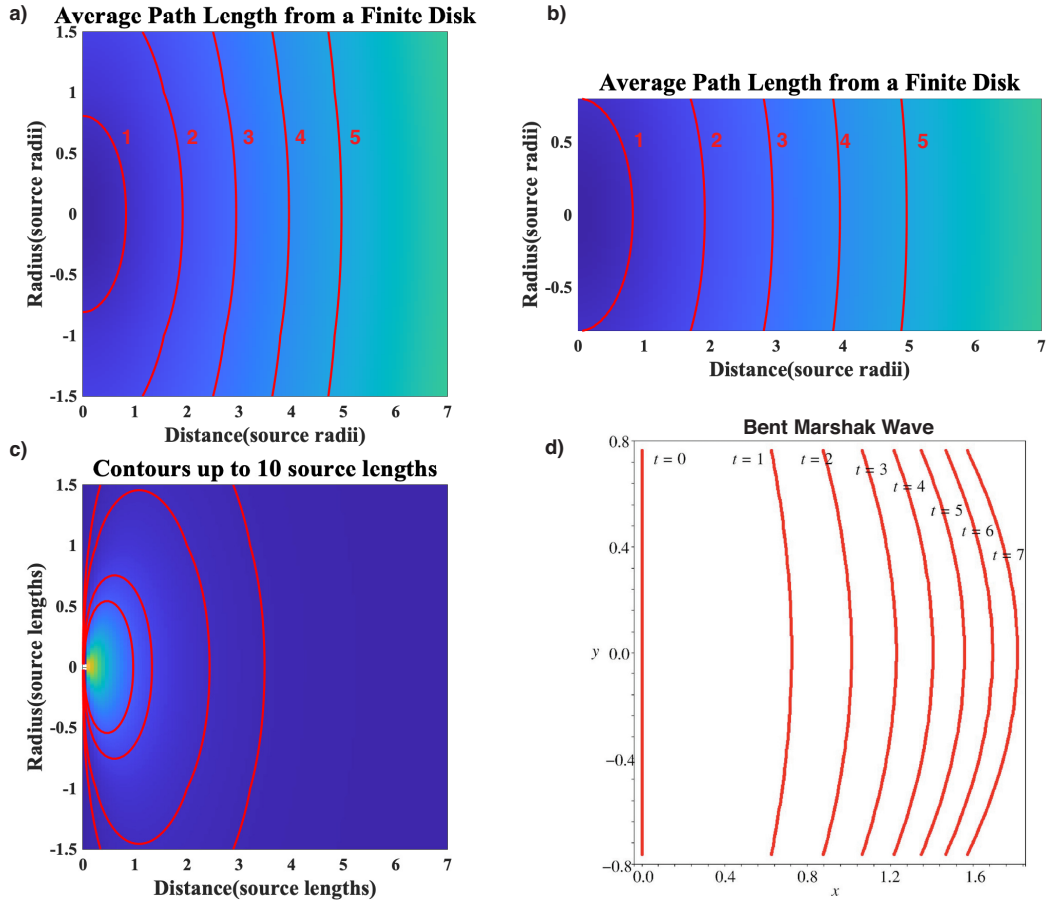 a)
Average Path Length from a Finite Disk
1.5
1
0.5
0
-0.5
-1
-1.5
Radius(source radii)
1
2
3
4
5
0 1 2 3 4 5 6 7
Distance(source radii)
b)
Average Path Length from a Finite Disk
0.5
0
-0.5
Radius(source radii)
1
2
3
4
5
0 1 2 3 4 5 6 7
Distance(source radii)
c)
Contours up to 10 source lengths
1.5
1
0.5
0
-0.5
-1
-1.5
Radius(source lengths)
0 1 2 3 4 5 6 7
Distance(source lengths)
d)
Bent Marshak Wave
0.8
0.4
0.0
−0.4
−0.8
y
t = 0
t = 1
t = 2
t = 3
t = 4
t = 5
t = 6
t = 7
0.0 0.4 0.8 1.2 1.6
x